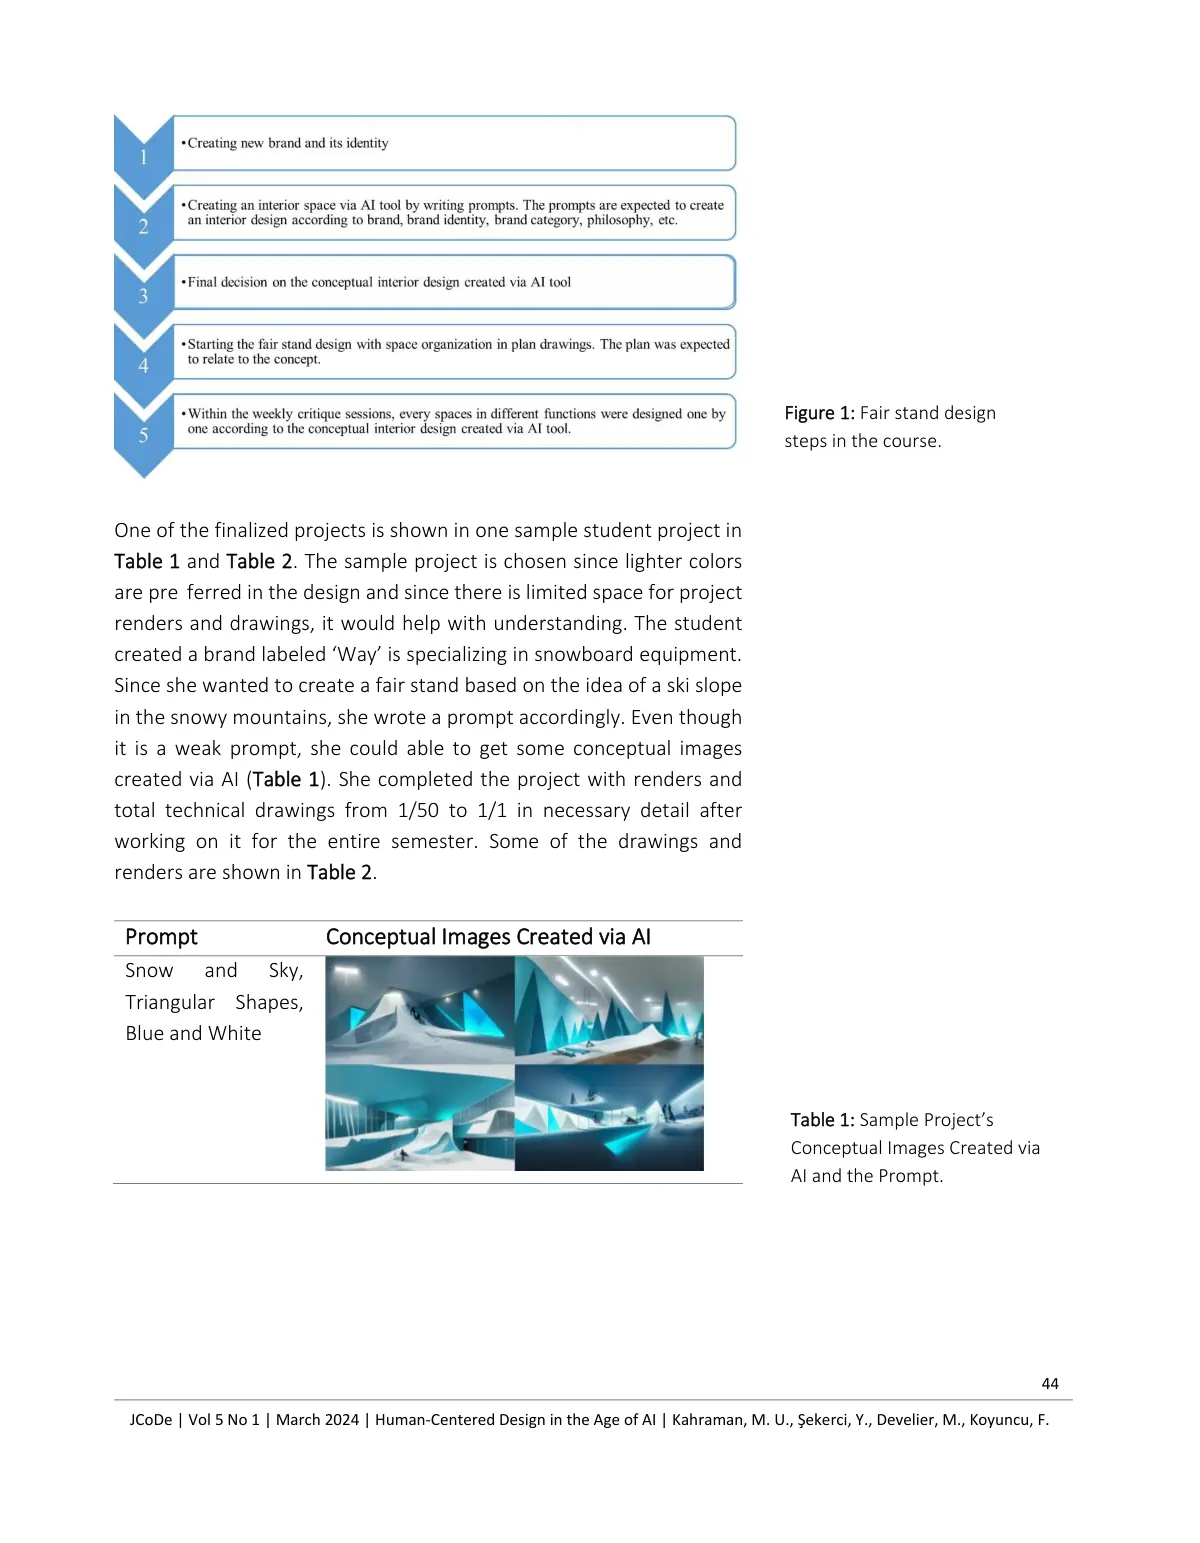 1
•Creating new brand and its identity
2
•Creating an interior space via AI tool by writing prompts. The prompts are expected to create
an interior design according to brand, brand identity, brand category, philosophy, etc.
3
•Final decision on the conceptual interior design created via AI tool
4
•Starting the fair stand design with space organization in plan drawings. The plan was expected
to relate to the concept.
5
•Within the weekly critique sessions, every spaces in different functions were designed one by
one according to the conceptual interior design created via AI tool.
Figure 1: Fair stand design
steps in the course.
One of the finalized projects is shown in one sample student project in
Table 1 and Table 2. The sample project is chosen since lighter colors
are pre ferred in the design and since there is limited space for project
renders and drawings, it would help with understanding. The student
created a brand labeled ‘Way’ is specializing in snowboard equipment.
Since she wanted to create a fair stand based on the idea of a ski slope
in the snowy mountains, she wrote a prompt accordingly. Even though
it is a weak prompt, she could able to get some conceptual images
created via AI (Table 1). She completed the project with renders and
total technical drawings from 1/50 to 1/1 in necessary detail after
working on it for the entire semester. Some of the drawings and
renders are shown in Table 2.
Prompt Conceptual Images Created via AI
Snow and Sky,
Triangular Shapes,
Blue and White
Table 1: Sample Project’s
Conceptual Images Created via
AI and the Prompt.
44
JCoDe | Vol 5 No 1 | March 2024 | Human-Centered Design in the Age of AI | Kahraman, M. U., Şekerci, Y., Develier, M., Koyuncu, F.